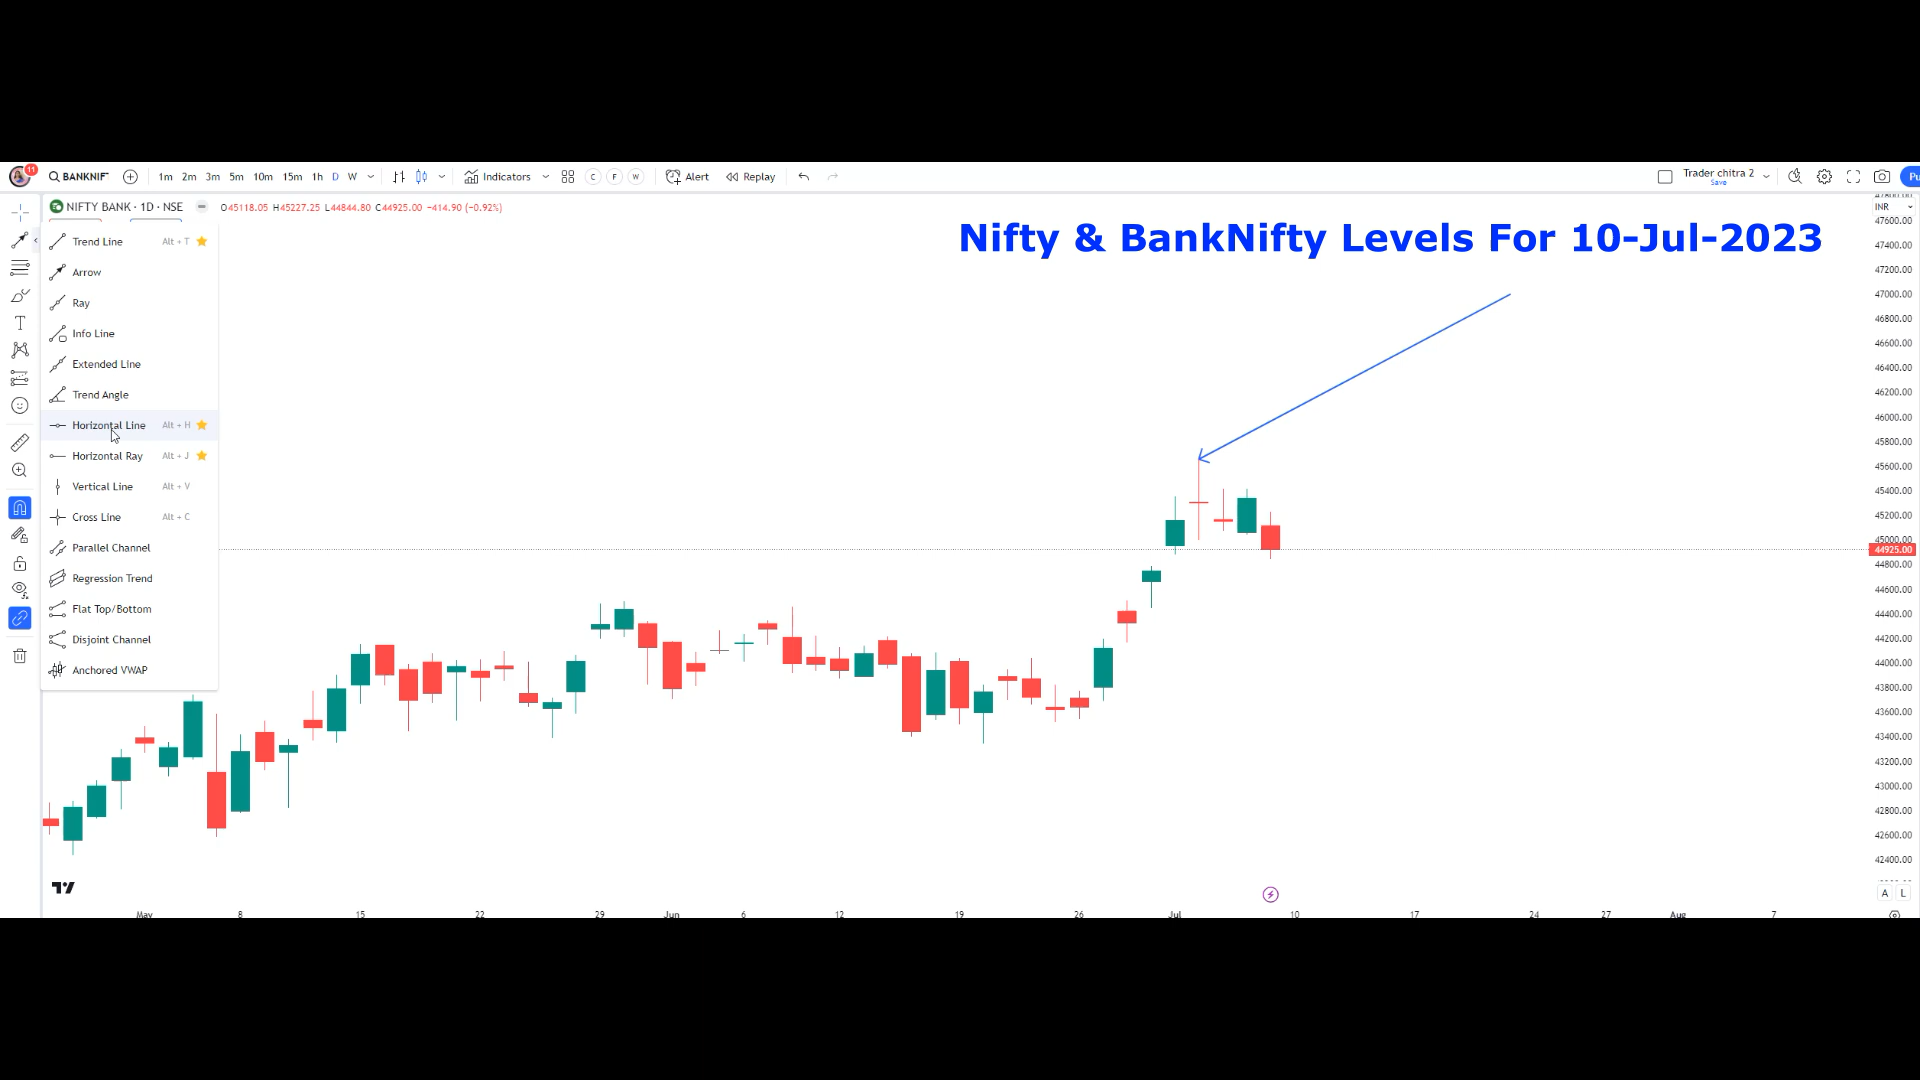 11
BANKNIF
1m 2m 3m 5m 10m 15m 1h D W
Indicators
C F W
Alert
Replay
Trader chitra 2
Save
Pu
NIFTY BANK · 1D · NSE
O45118.05 H45227.25 L44844.80 C44925.00 −414.90 (−0.92%)
INR
Nifty & BankNifty Levels For 10-Jul-2023
Trend Line Alt + T
Arrow
Ray
Info Line
Extended Line
Trend Angle
Horizontal Line Alt + H
Horizontal Ray Alt + J
Vertical Line Alt + V
Cross Line Alt + C
Parallel Channel
Regression Trend
Flat Top/Bottom
Disjoint Channel
Anchored VWAP
47600.00
47400.00
47200.00
47000.00
46800.00
46600.00
46400.00
46200.00
46000.00
45800.00
45600.00
45400.00
45200.00
45000.00
44925.00
44800.00
44600.00
44400.00
44200.00
44000.00
43800.00
43600.00
43400.00
43200.00
43000.00
42800.00
42600.00
42400.00
A L
May 8 15 22 29 Jun 6 12 19 26 Jul 10 17 24 27 Aug 7